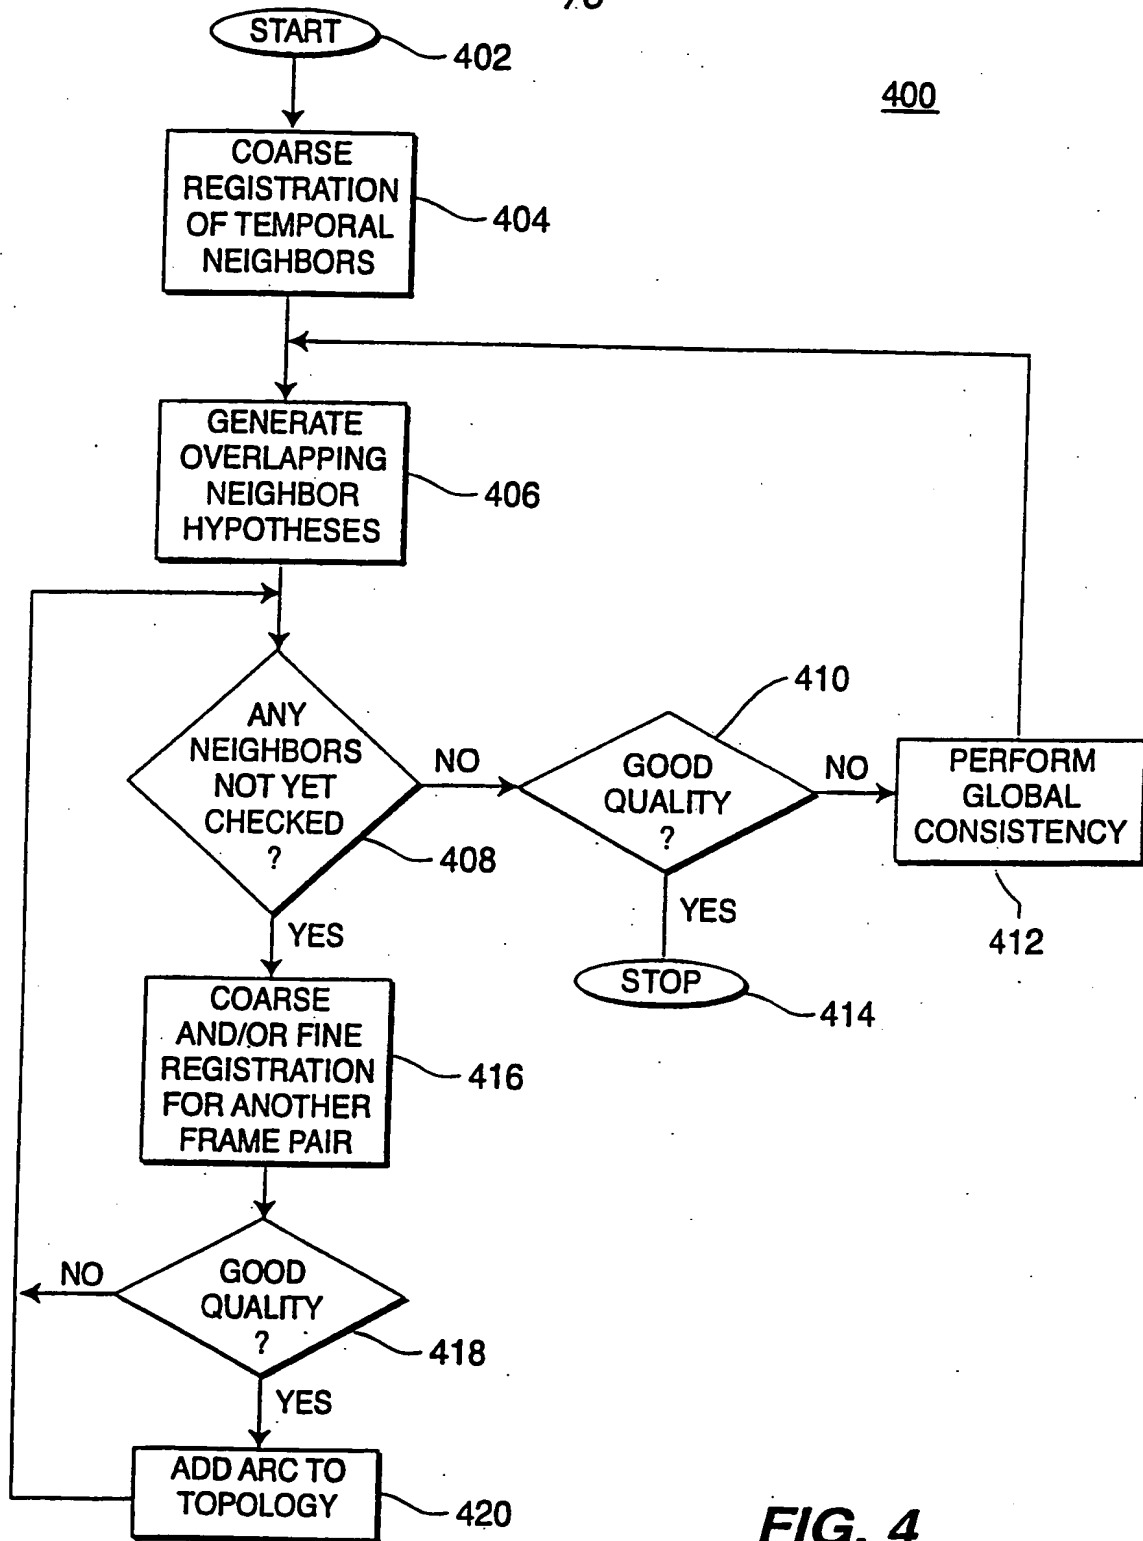 START
402
400
COARSE
REGISTRATION
OF TEMPORAL
NEIGHBORS
404
GENERATE
OVERLAPPING
NEIGHBOR
HYPOTHESES
406
ANY
NEIGHBORS
NOT YET
CHECKED
?
408
NO
GOOD
QUALITY
?
410
NO
PERFORM
GLOBAL
CONSISTENCY
412
YES
STOP
414
YES
COARSE
AND/OR FINE
REGISTRATION
FOR ANOTHER
FRAME PAIR
416
NO
GOOD
QUALITY
?
418
YES
ADD ARC TO
TOPOLOGY
420
FIG. 4